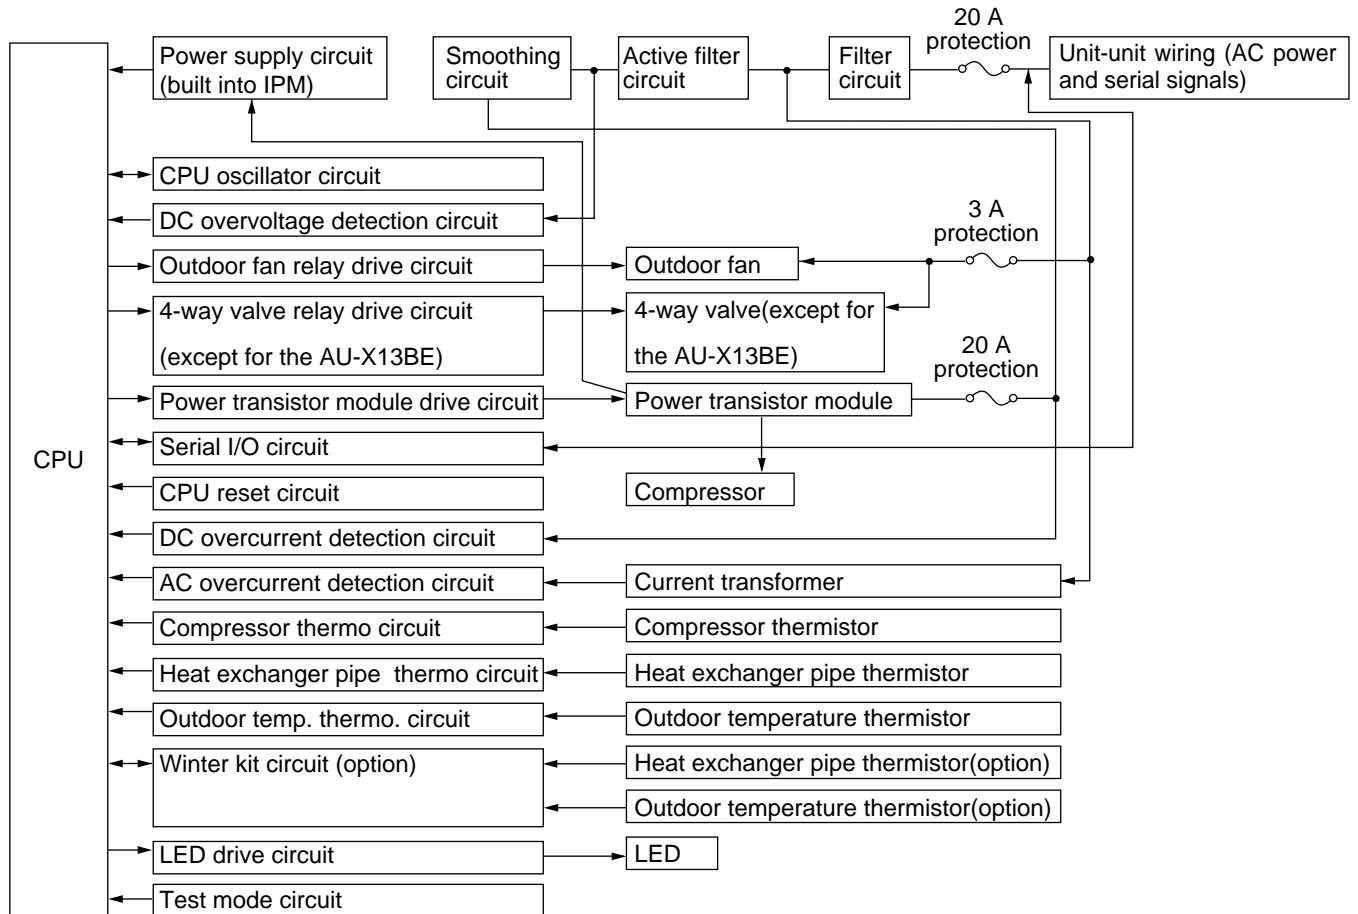 20 A
protection
Power supply circuit
(built into IPM)
Smoothing
circuit
Active filter
circuit
Filter
circuit
Unit-unit wiring (AC power
and serial signals)
CPU oscillator circuit
DC overvoltage detection circuit
3 A
protection
Outdoor fan relay drive circuit
Outdoor fan
4-way valve relay drive circuit
(except for the AU-X13BE)
4-way valve(except for
the AU-X13BE)
20 A
protection
Power transistor module drive circuit
Power transistor module
CPU
Serial I/O circuit
CPU reset circuit
Compressor
DC overcurrent detection circuit
AC overcurrent detection circuit
Current transformer
Compressor thermo circuit
Compressor thermistor
Heat exchanger pipe  thermo circuit
Heat exchanger pipe thermistor
Outdoor temp. thermo. circuit
Outdoor temperature thermistor
Winter kit circuit (option)
Heat exchanger pipe thermistor(option)
Outdoor temperature thermistor(option)
LED drive circuit
LED
Test mode circuit